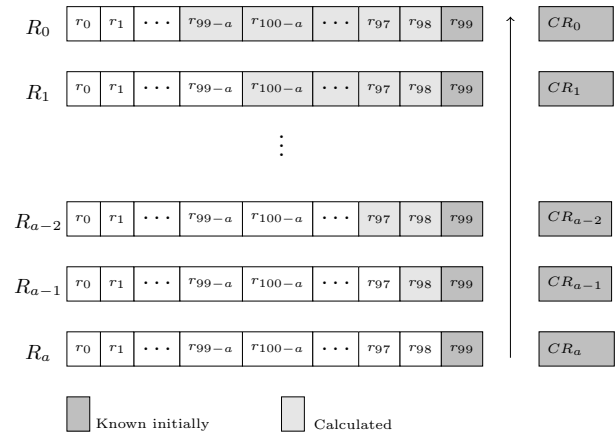 R₀ r₀ r₁ ⋯ r₉₉₋ₐ r₁₀₀₋ₐ ⋯ r₉₇ r₉₈ r₉₉ CR₀
R₁ r₀ r₁ ⋯ r₉₉₋ₐ r₁₀₀₋ₐ ⋯ r₉₇ r₉₈ r₉₉ CR₁
⋮
Rₐ₋₂ r₀ r₁ ⋯ r₉₉₋ₐ r₁₀₀₋ₐ ⋯ r₉₇ r₉₈ r₉₉ CRₐ₋₂
Rₐ₋₁ r₀ r₁ ⋯ r₉₉₋ₐ r₁₀₀₋ₐ ⋯ r₉₇ r₉₈ r₉₉ CRₐ₋₁
Rₐ r₀ r₁ ⋯ r₉₉₋ₐ r₁₀₀₋ₐ ⋯ r₉₇ r₉₈ r₉₉ CRₐ
Known initially Calculated